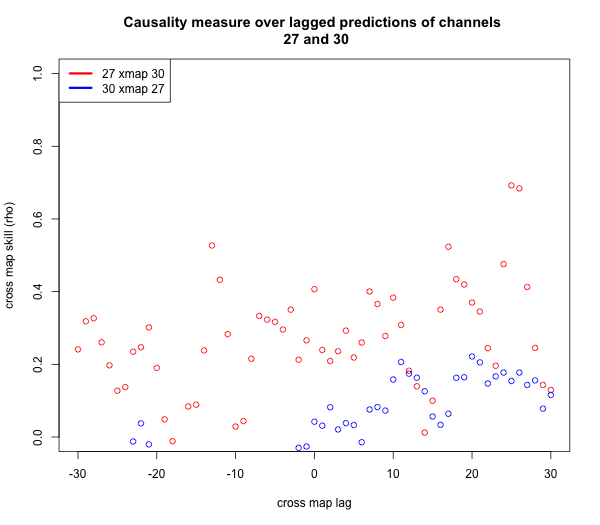 Causality measure over lagged predictions of channels
27 and 30
27 xmap 30
30 xmap 27
cross map skill (rho)
1.0
0.8
0.6
0.4
0.2
0.0
-30
-20
-10
0
10
20
30
cross map lag